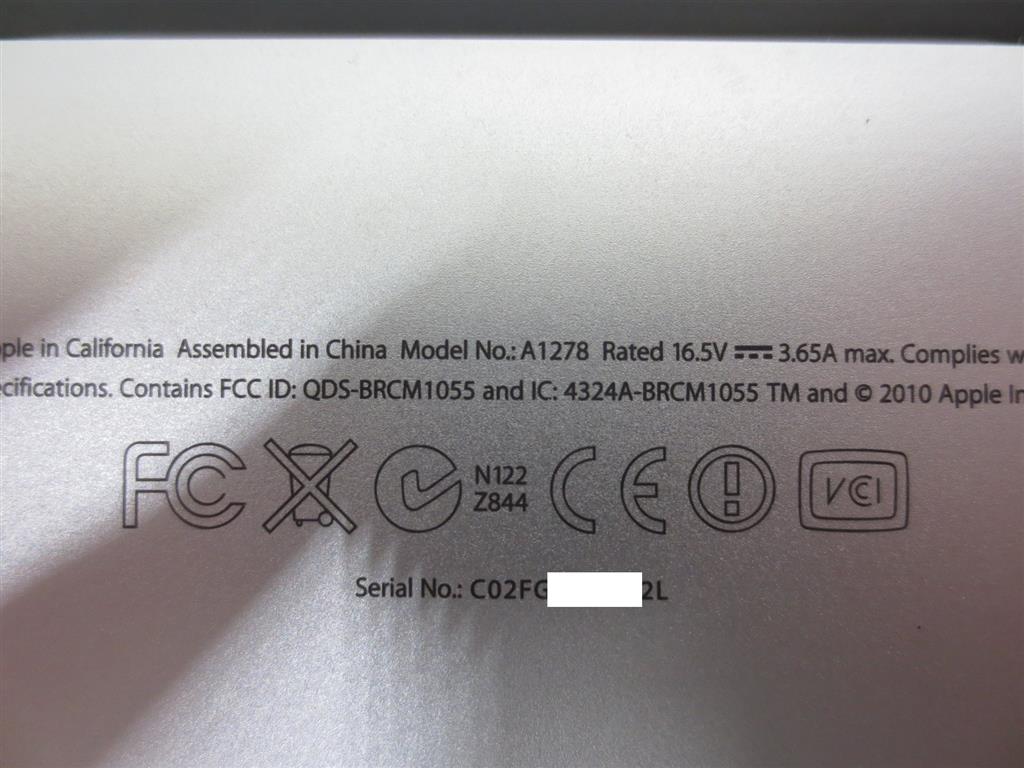 ple in California Assembled in China Model No.: A1278 Rated 16.5V 3.65A max. Complies w
cifications. Contains FCC ID: QDS-BRCM1055 and IC: 4324A-BRCM1055 TM and © 2010 Apple In
FC N122 CE VCI
Z844
Serial No.: C02FG 2L